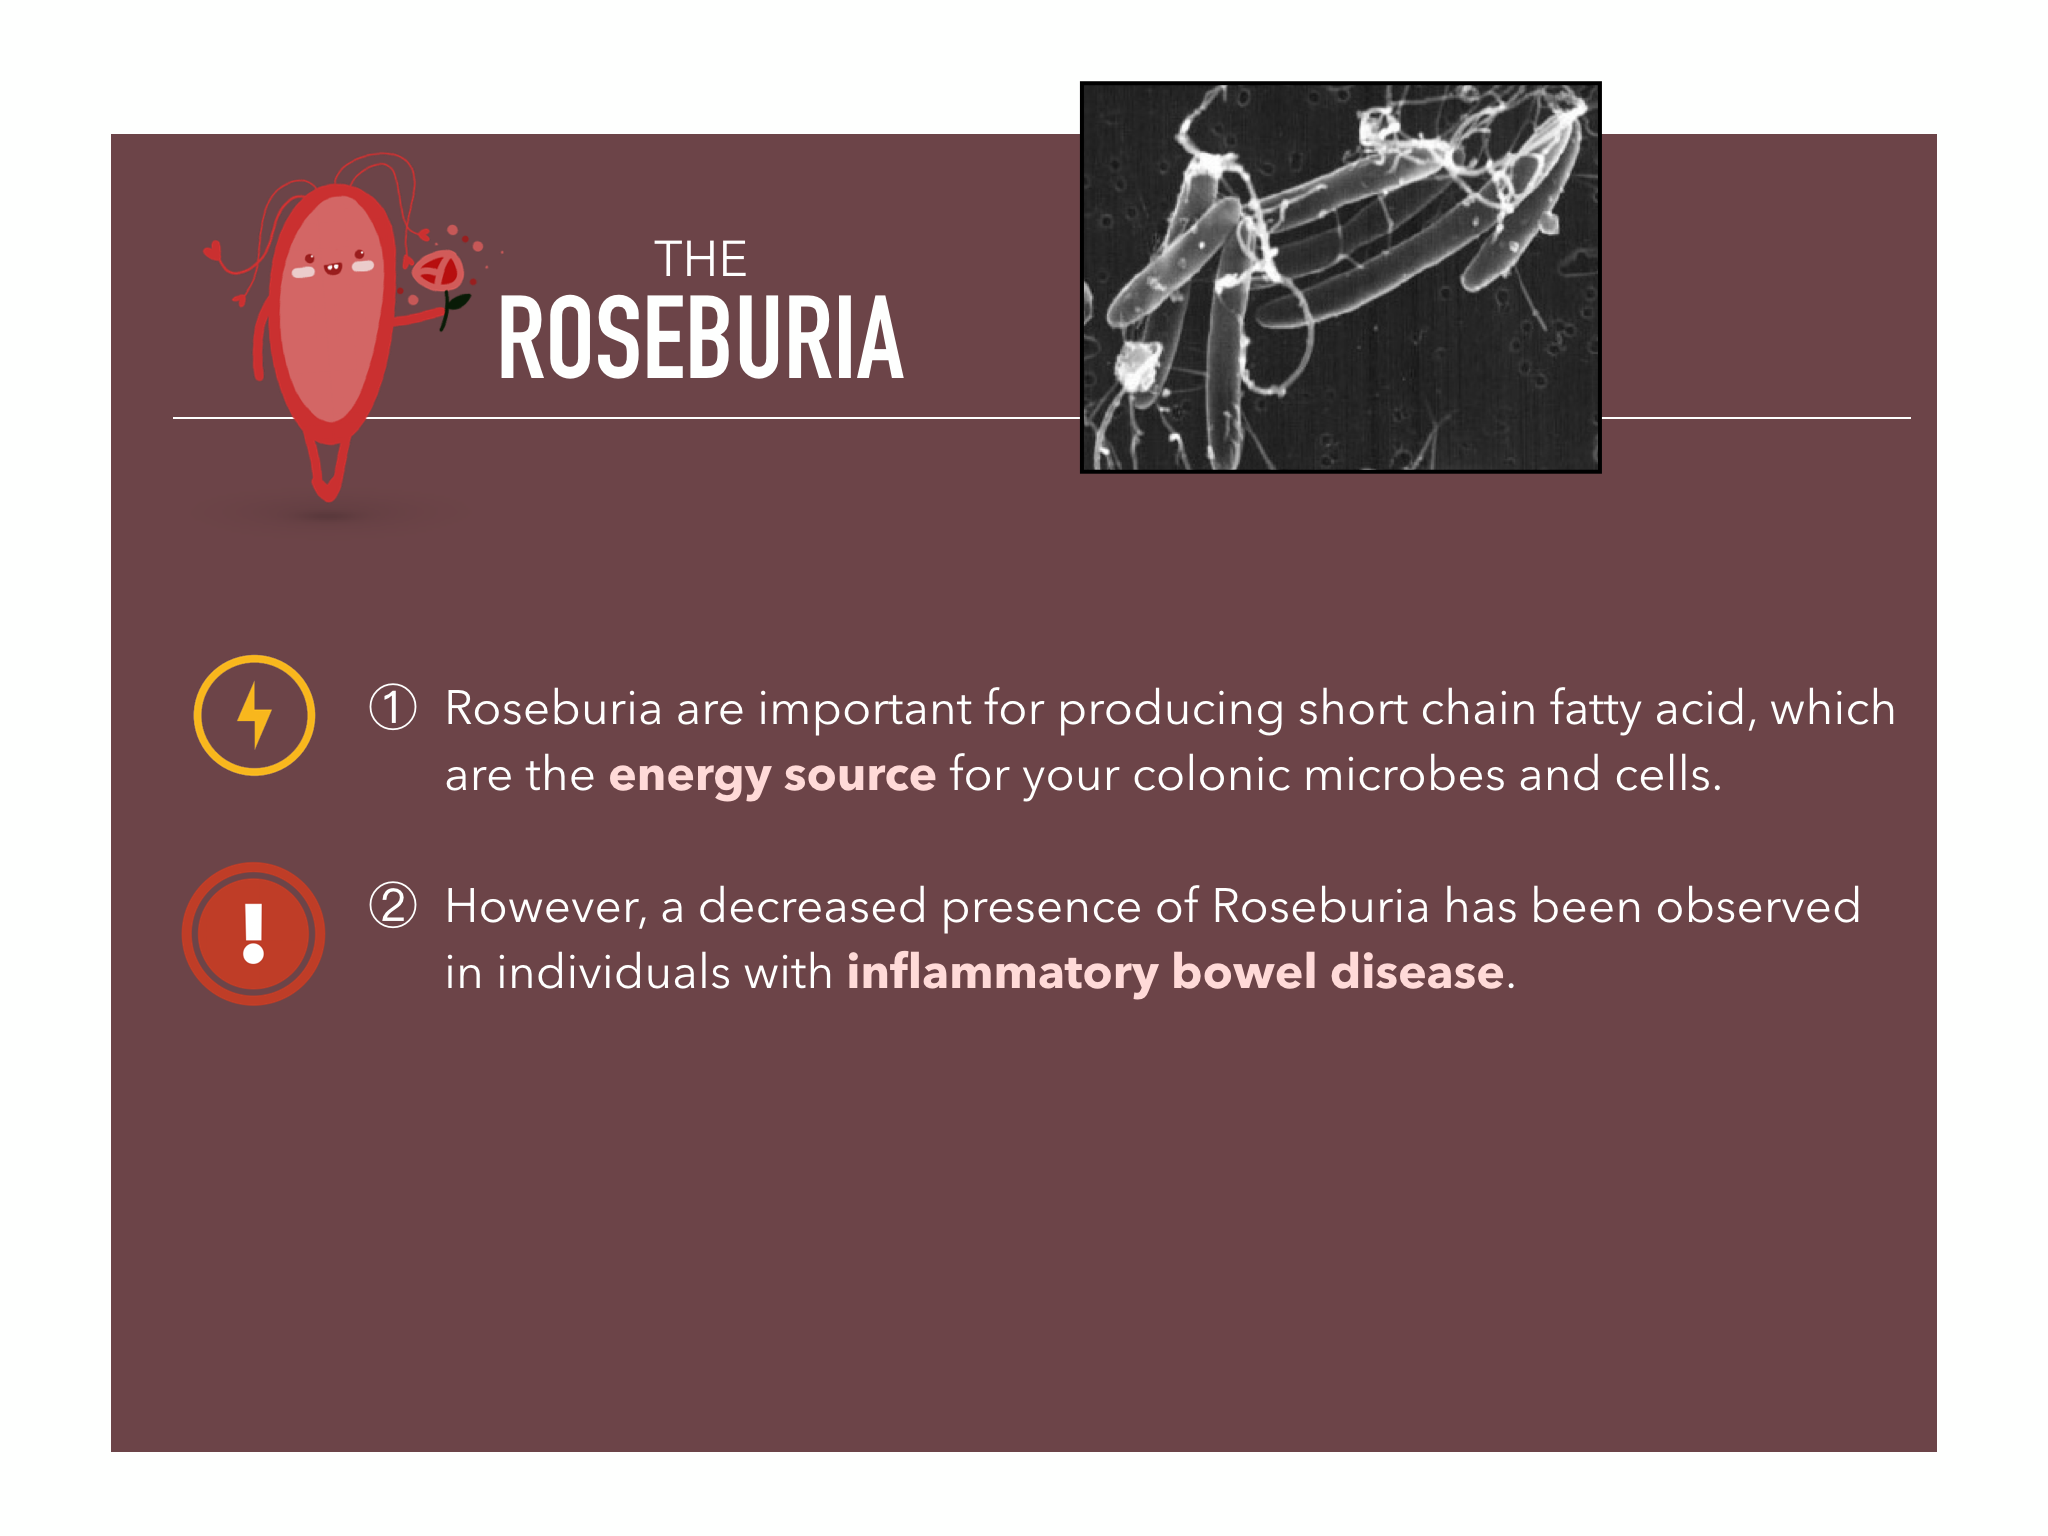 THE
ROSEBURIA
① Roseburia are important for producing short chain fatty acid, which
are the energy source for your colonic microbes and cells.
② However, a decreased presence of Roseburia has been observed
in individuals with inflammatory bowel disease.